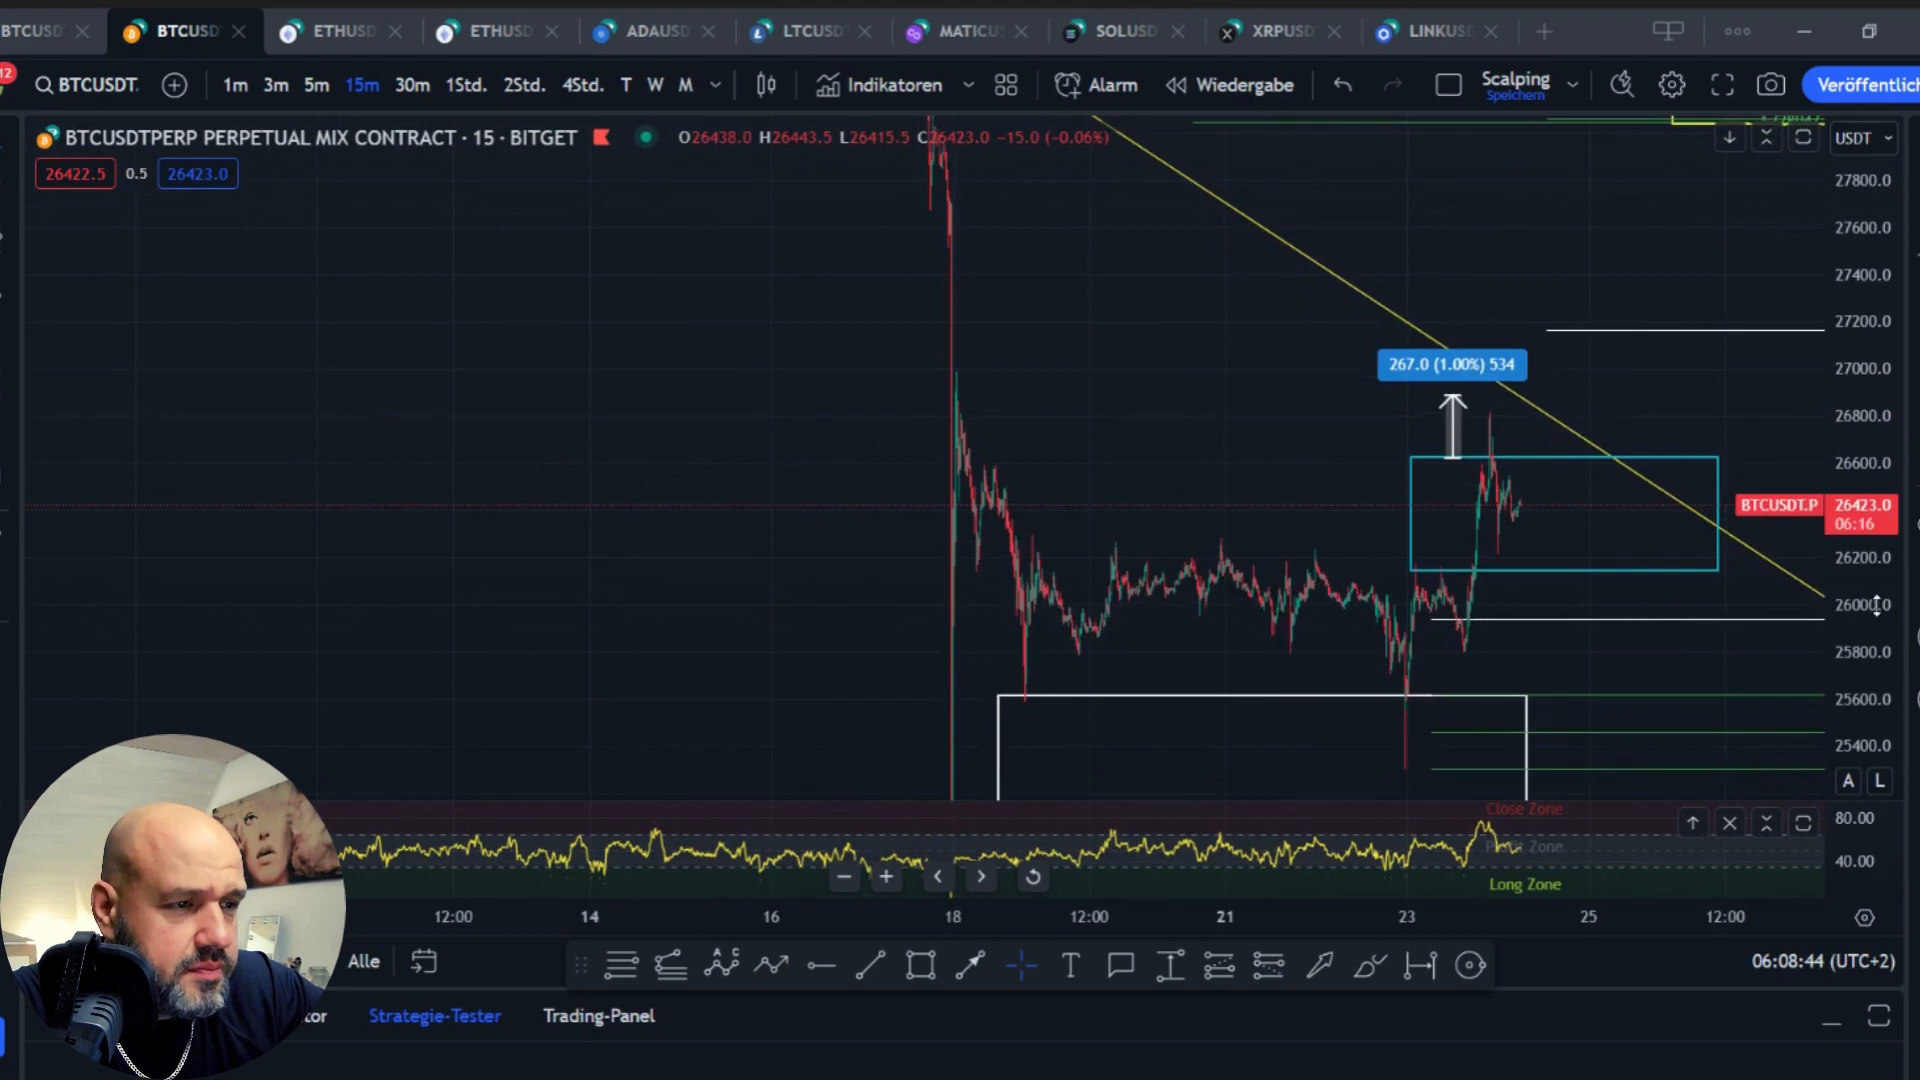 BTCUSD
BTCUSD
ETHUSD
ETHUSD
ADAUSD
LTCUSD
MATICUS
SOLUSD
XRPUSD
LINKUSD
12
BTCUSDT.
1m 3m 5m 15m 30m 1Std. 2Std. 4Std. T W M
Indikatoren
Alarm
Wiedergabe
Scalping
Speichern
Veröffentlich
BTCUSDTPERP PERPETUAL MIX CONTRACT · 15 · BITGET
O26438.0 H26443.5 L26415.5 C26423.0 −15.0 (−0.06%)
USDT
26422.5 0.5 26423.0
27800.0
27600.0
27400.0
27200.0
267.0 (1.00%) 534
27000.0
26800.0
26600.0
BTCUSDT.P 26423.0
06:16
26200.0
26000.0
25800.0
25600.0
25400.0
A L
Close Zone
80.00
Profit Zone
40.00
Long Zone
12:00 14 16 18 12:00 21 23 25 12:00
Alle
A C
B
T
06:08:44 (UTC+2)
tor
Strategie-Tester
Trading-Panel